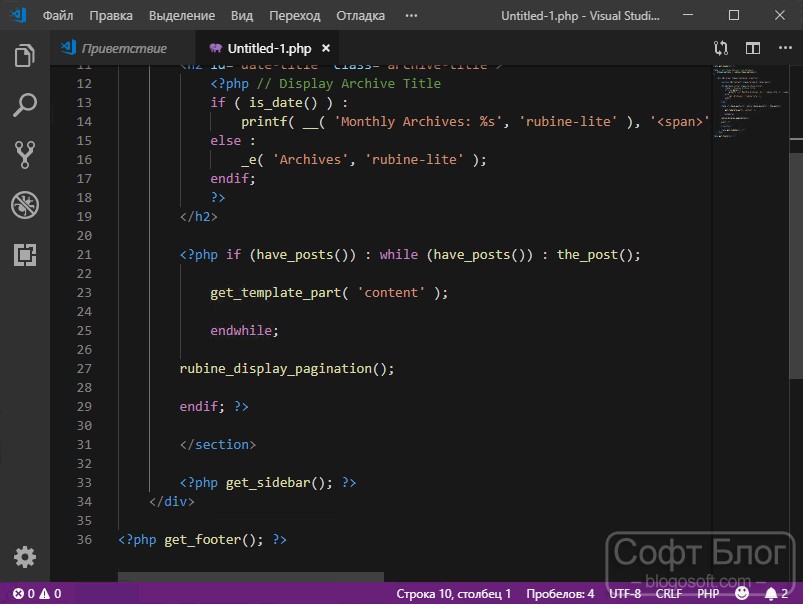 Файл Правка Выделение Вид Переход Отладка ··· Untitled-1.php - Visual Studi...
Приветствие Untitled-1.php ×
11 <h2 id="date-title" class="archive-title">
12 <?php // Display Archive Title
13 if ( is_date() ) :
14 printf( __( 'Monthly Archives: %s', 'rubine-lite' ), '<span>'
15 else :
16 _e( 'Archives', 'rubine-lite' );
17 endif;
18 ?>
19 </h2>
20
21 <?php if (have_posts()) : while (have_posts()) : the_post();
22
23 get_template_part( 'content' );
24
25 endwhile;
26
27 rubine_display_pagination();
28
29 endif; ?>
30
31 </section>
32
33 <?php get_sidebar(); ?>
34 </div>
35
36 <?php get_footer(); ?>
Софт Блог
– blogosoft.com –
0 0 Строка 10, столбец 1 Пробелов: 4 UTF-8 CRLF PHP 2